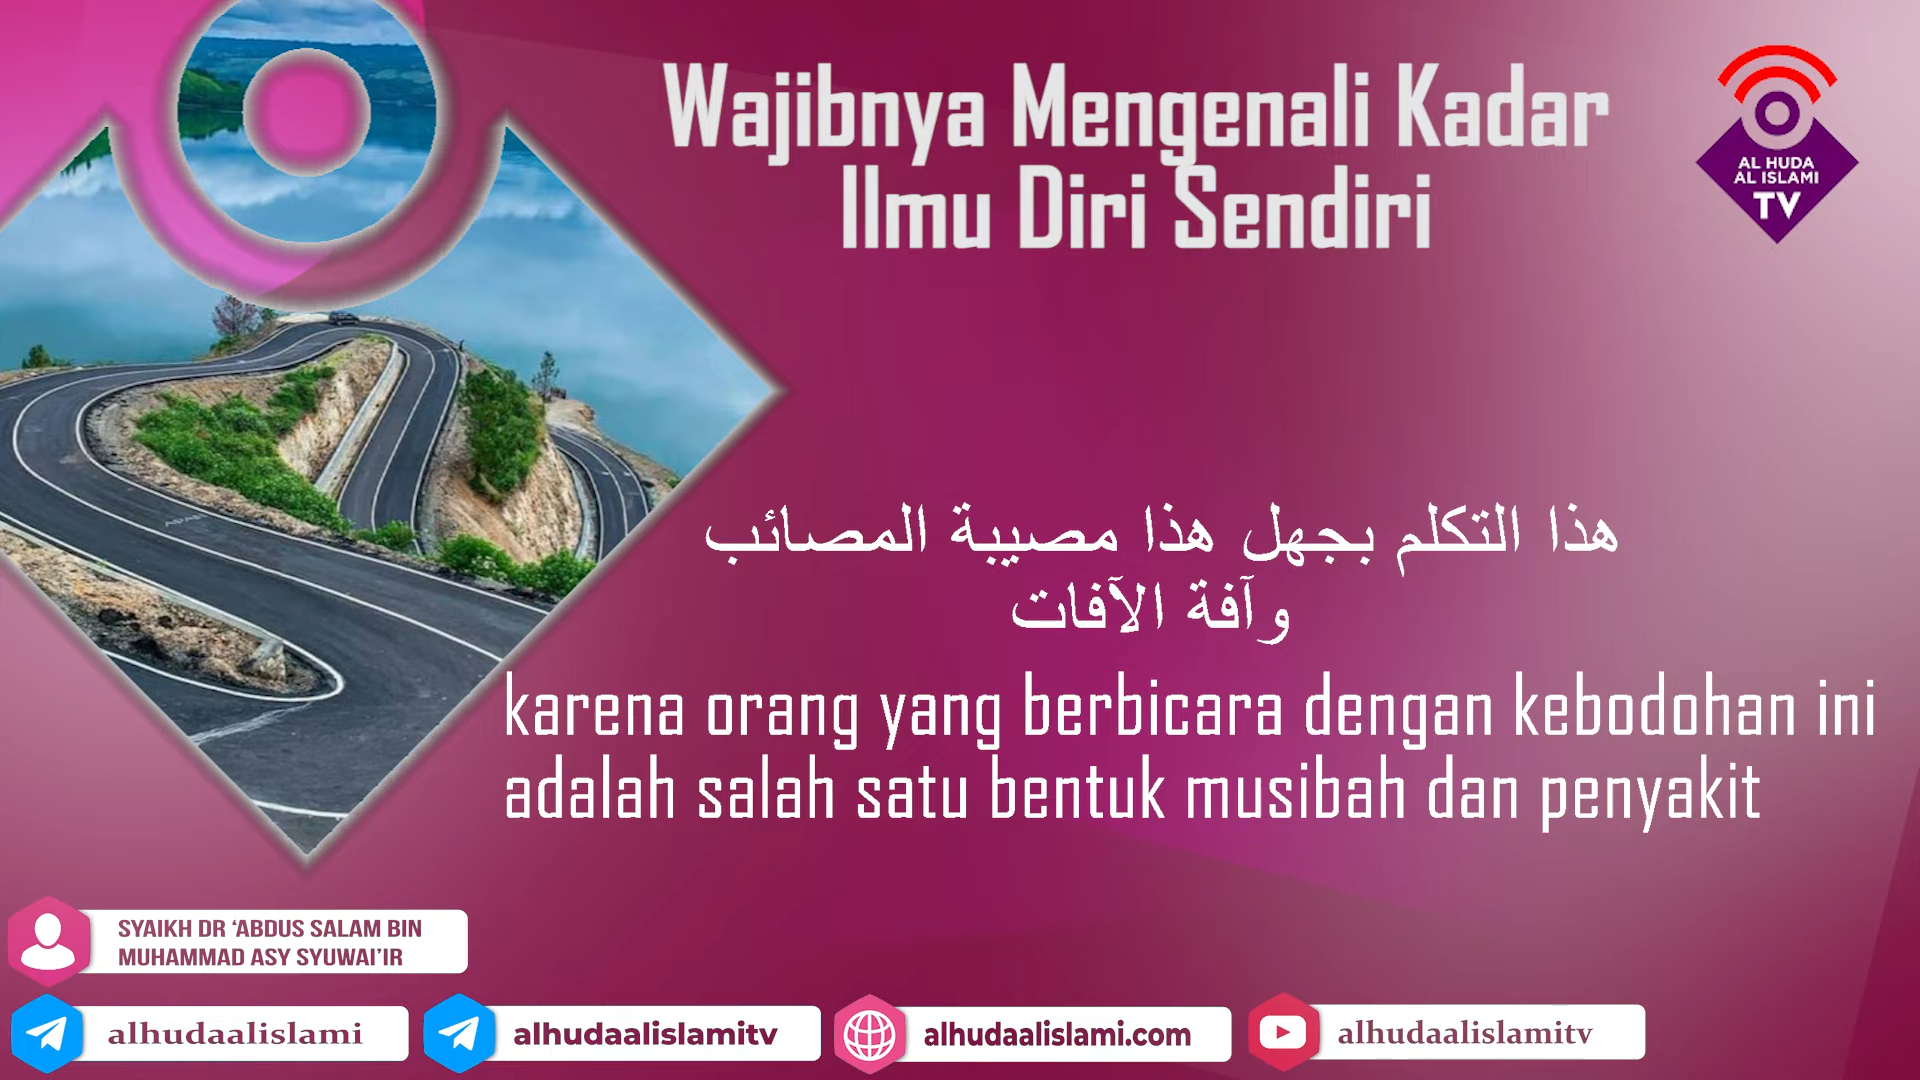 Wajibnya Mengenali Kadar
Ilmu Diri Sendiri
AL HUDA
AL ISLAMI
TV
هذا التكلم بجهل هذا مصيبة المصائب
وآفة الآفات
karena orang yang berbicara dengan kebodohan ini
adalah salah satu bentuk musibah dan penyakit
SYAIKH DR ‘ABDUS SALAM BIN
MUHAMMAD ASY SYUWAI’IR
alhudaalislami
alhudaalislamitv
alhudaalislami.com
alhudaalislamitv